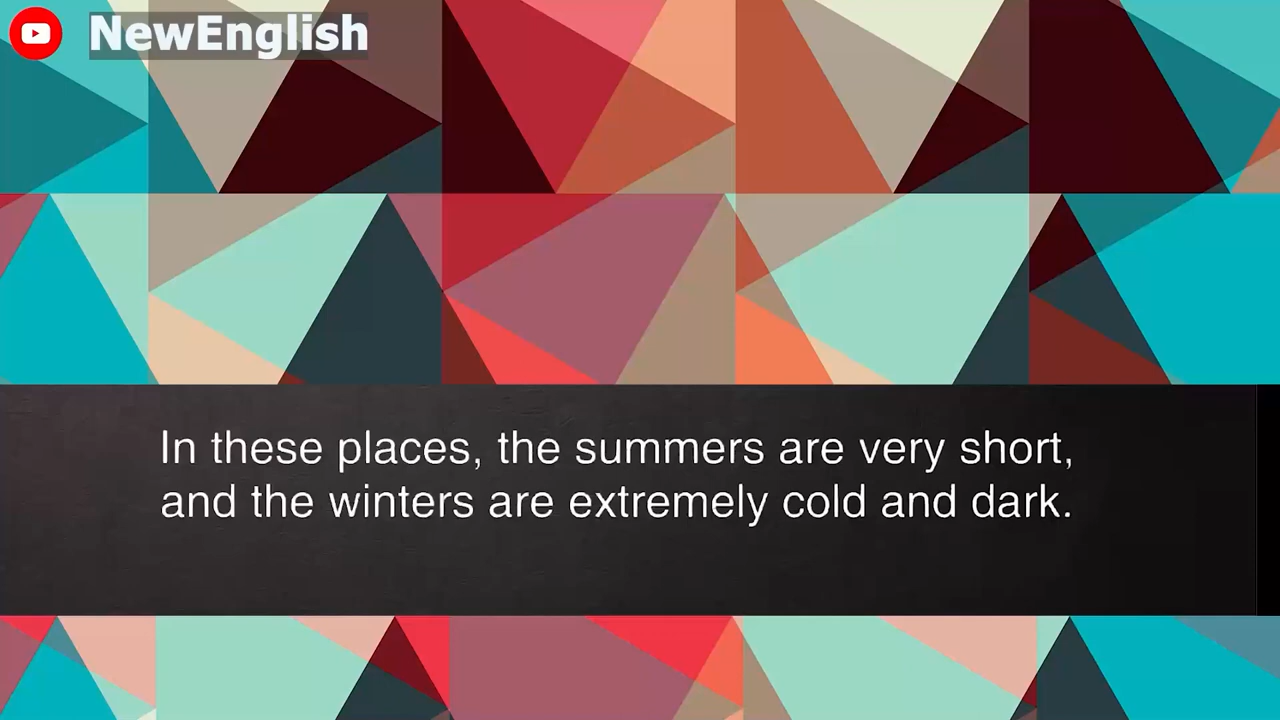 NewEnglish
In these places, the summers are very short,
and the winters are extremely cold and dark.